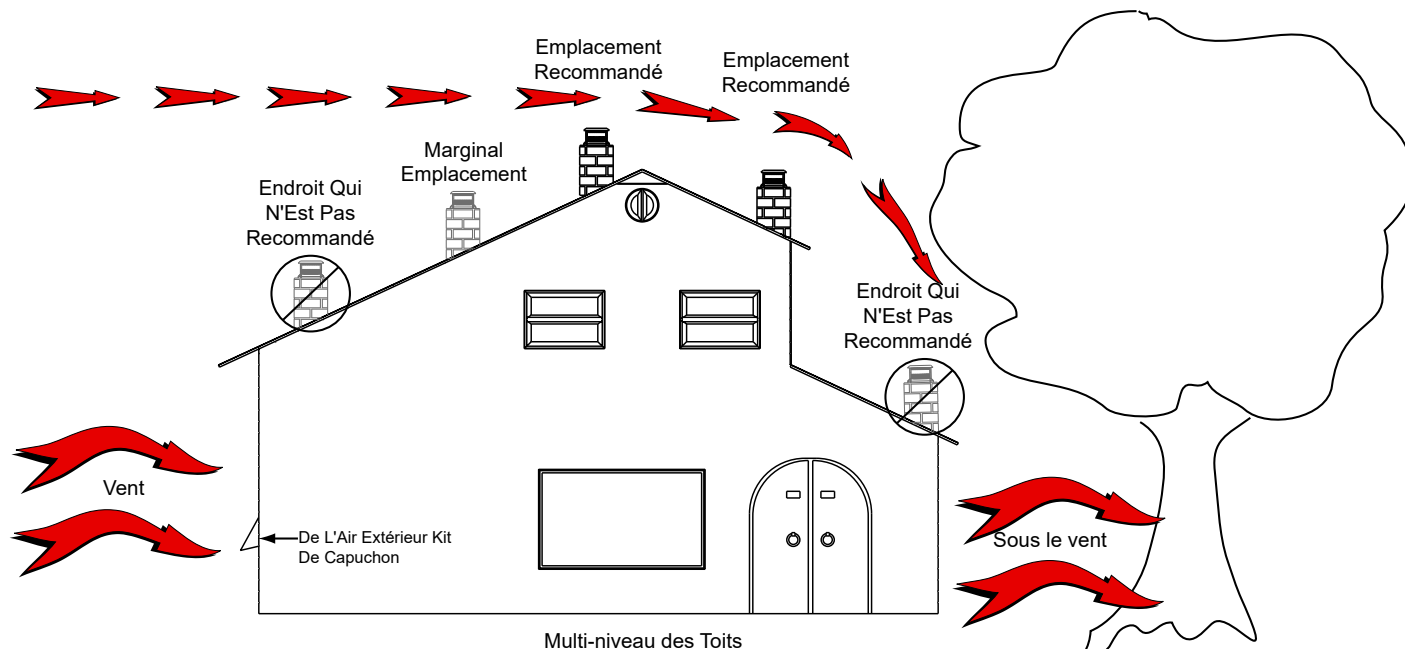 Emplacement
Recommandé
Emplacement
Recommandé
Marginal
Emplacement
Endroit Qui
N'Est Pas
Recommandé
Endroit Qui
N'Est Pas
Recommandé
Vent
De L'Air Extérieur Kit
De Capuchon
Sous le vent
Multi-niveau des Toits